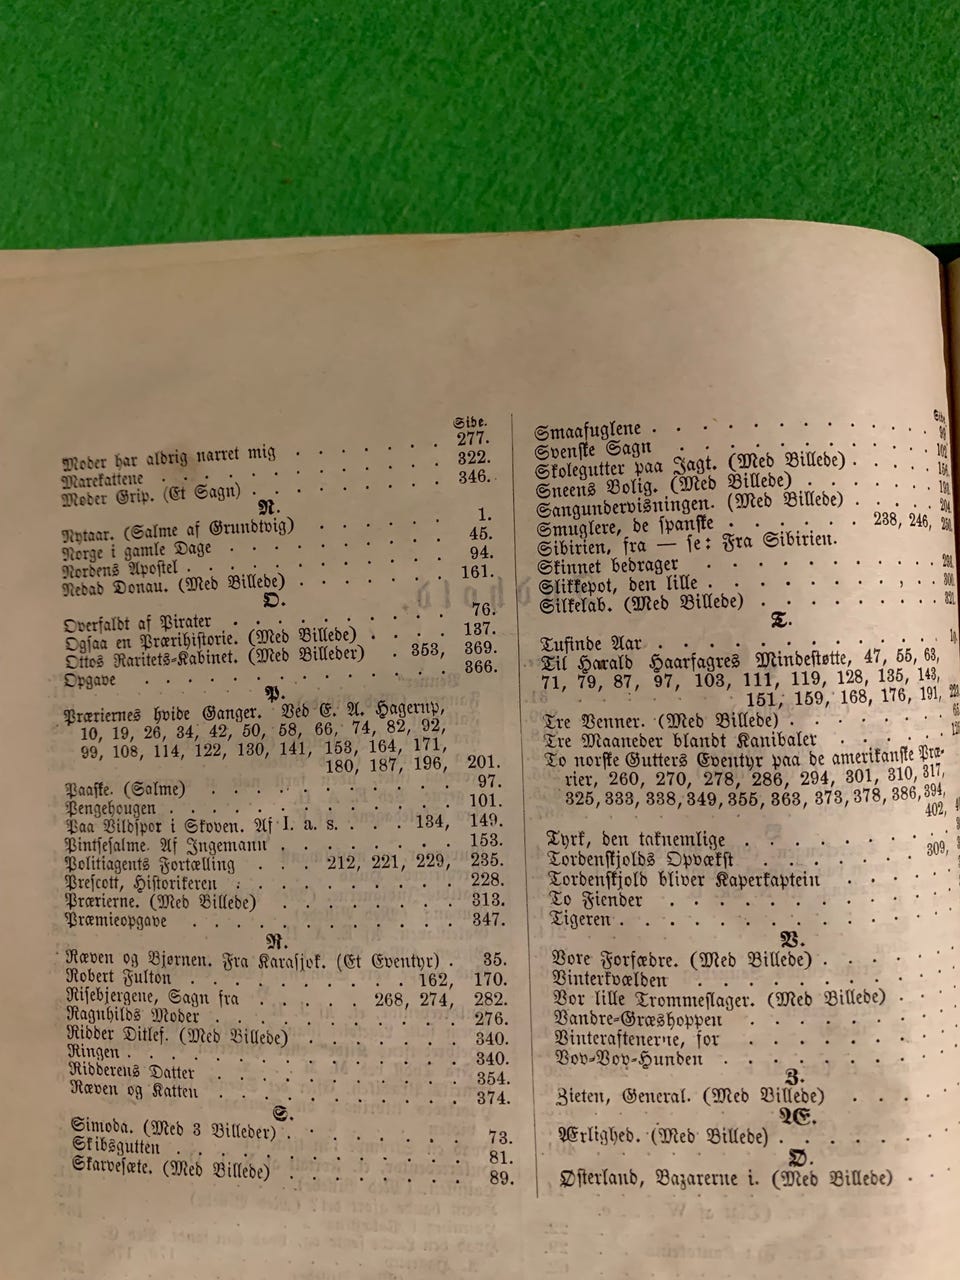 Side.
Moder har aldrig narret mig . . . . . . 277.
Marekattene . . . . . . . . . 322.
Moder Grip. (Et Sagn) . . . . . . . 346.
N.
Nytaar. (Salme af Grundtvig) . . . . . 1.
Norge i gamle Dage . . . . . . . . 45.
Nordens Apostel . . . . . . . . . 94.
Nedad Donau. (Med Billede) . . . . . . 161.
O.
Overfaldt af Pirater . . . . . . . . 76.
Ogsaa en Prærihistorie. (Med Billede) . . . . 137.
Ottos Raritets-Kabinet. (Med Billeder) . 353, 369.
Opgave . . . . . . . . . . . 366.
P.
Præriernes hvide Ganger. Ved E. A. Hagerup,
10, 19, 26, 34, 42, 50, 58, 66, 74, 82, 92,
99, 108, 114, 122, 130, 141, 153, 164, 171,
180, 187, 196, 201.
Paaske. (Salme) . . . . . . . . . 97.
Pengehougen . . . . . . . . . . 101.
Paa Vildspor i Skoven. Af I. a. s. . . . 134, 149.
Pintsesalme. Af Ingemann . . . . . . . 153.
Politiagents Fortælling . . . 212, 221, 229, 235.
Prescott, Historikeren . . . . . . . . 228.
Prærierne. (Med Billede) . . . . . . . 313.
Præmieopgave . . . . . . . . . 347.
R.
Ræven og Bjørnen. Fra Karasjok. (Et Eventyr) . 35.
Robert Fulton . . . . . . . . . 162, 170.
Risebjergene, Sagn fra . . . . . 268, 274, 282.
Ragnhilds Moder . . . . . . . . . 276.
Ridder Ditlef. (Med Billede) . . . . . . 340.
Ringen . . . . . . . . . . . . 340.
Ridderens Datter . . . . . . . . . 354.
Ræven og Katten . . . . . . . . . 374.
S.
Simoda. (Med 3 Billeder) . . . . . . . 73.
Skibsgutten . . . . . . . . . . 81.
Skarvesæte. (Med Billede) . . . . . . . 89.
Smaafuglene . . . . . . . . . .
Svenske Sagn . . . . . . . . .
Skolegutter paa Jagt. (Med Billede) . . . . .
Sneens Bolig. (Med Billede) . . . . . .
Sangundervisningen. (Med Billede) . . . .
Smuglere, de spanske . . . . . . 238, 246,
Sibirien, fra — se: Fra Sibirien.
Skinnet bedrager . . . . . . . . .
Slikkepot, den lille . . . . . . . . .
Silkelab. (Med Billede) . . . . . . .
T.
Tusinde Aar . . . . . . . . . .
Til Harald Haarfagres Mindestøtte, 47, 55, 63,
71, 79, 87, 97, 103, 111, 119, 128, 135, 143,
151, 159, 168, 176, 191,
Tre Venner. (Med Billede) . . . . . . .
Tre Maaneder blandt Kanibaler . . . . .
To norske Gutters Eventyr paa de amerikanske Præ-
rier, 260, 270, 278, 286, 294, 301, 310, 317,
325, 333, 338, 349, 355, 363, 373, 378, 386, 394,
402,
Tyrk, den taknemlige . . . . . . .
Tordenskjolds Opvækst . . . . . . . 309,
Tordenskjold bliver Kaperkaptein . . . .
To Fiender . . . . . . . . . .
Tigeren . . . . . . . . . . .
V.
Vore Forfædre. (Med Billede) . . . . .
Vinterkvælden . . . . . . . . .
Vor lille Trommeslager. (Med Billede) . . .
Vandre-Græshoppen . . . . . . . .
Vinteraftenerne, for . . . . . . . .
Vov-Vov-Hunden . . . . . . . .
Z.
Zieten, General. (Med Billede) . . . .
Æ.
Ærlighed. (Med Billede) . . . . . . .
Ø.
Østerland, Bazarerne i. (Med Billede) . .